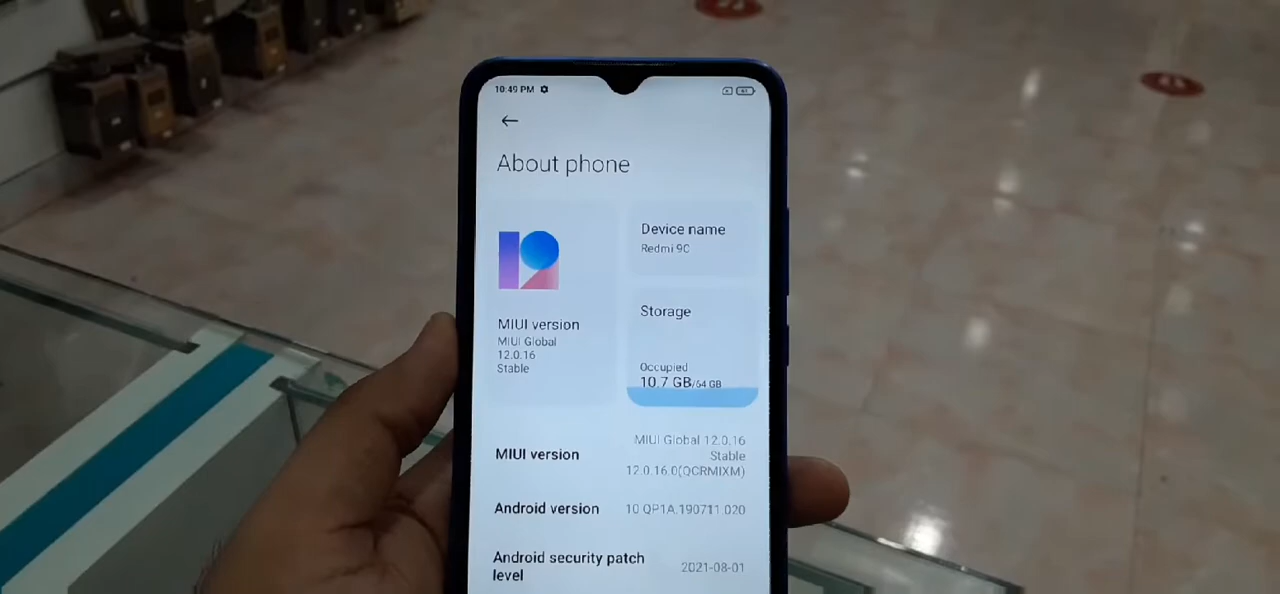 10:49 PM
About phone
Device name
Redmi 9C
Storage
Occupied
10.7 GB/64 GB
MIUI version
MIUI Global
12.0.16
Stable
MIUI version
MIUI Global 12.0.16
Stable
12.0.16.0(QCRMIXM)
Android version
10 QP1A.190711.020
Android security patch
level
2021-08-01